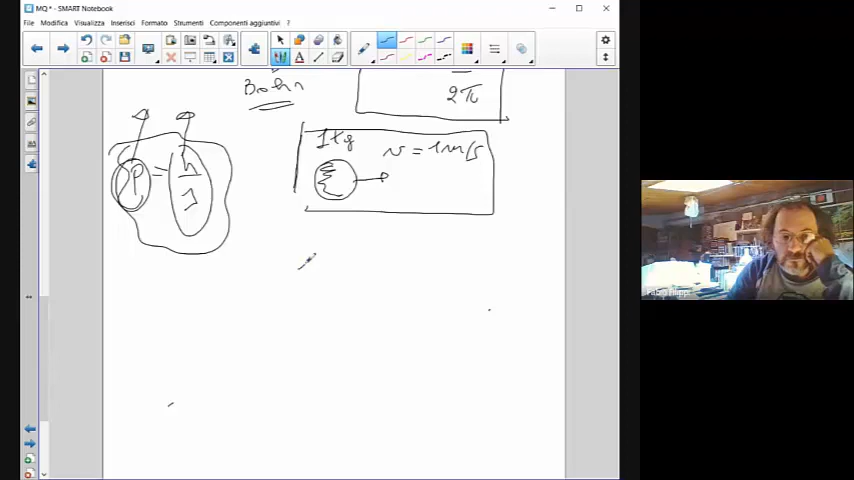 MQ * - SMART Notebook
File Modifica Visualizza Inserisci Formato Strumenti Componenti aggiuntivi ?
Bohr
2π
1 kg
v = 1 m/s
P = h
λ